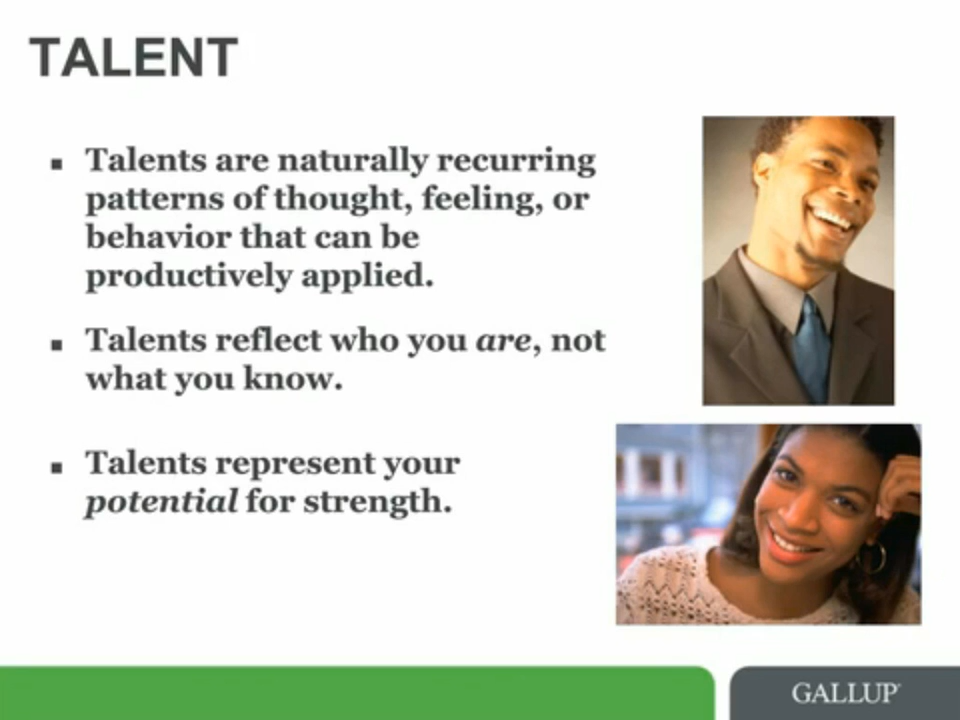 TALENT
Talents are naturally recurring
patterns of thought, feeling, or
behavior that can be
productively applied.
Talents reflect who you are, not
what you know.
Talents represent your
potential for strength.
GALLUP